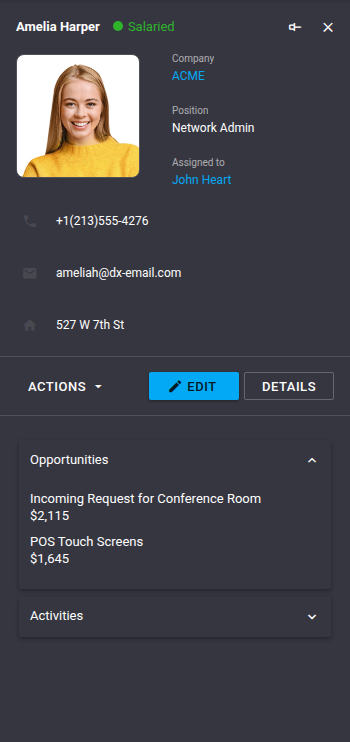 Amelia Harper Salaried
Company
ACME
Position
Network Admin
Assigned to
John Heart
+1(213)555-4276
ameliah@dx-email.com
527 W 7th St
ACTIONS EDIT DETAILS
Opportunities
Incoming Request for Conference Room
$2,115
POS Touch Screens
$1,645
Activities